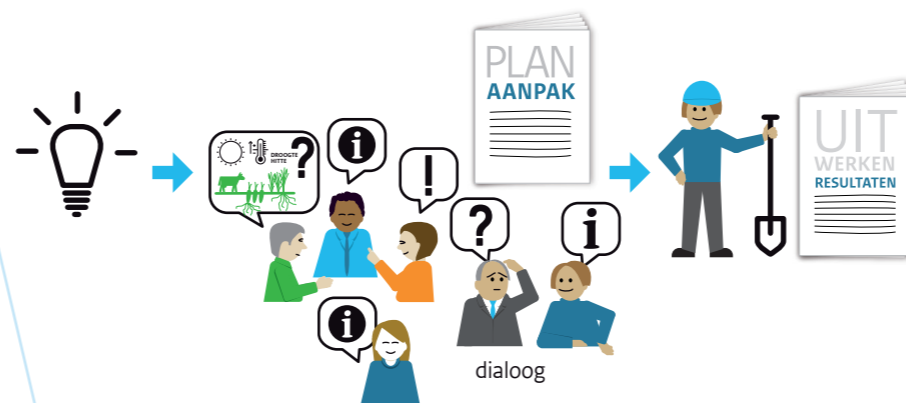 DROOGTE
HITTE
?
i
!
i
?
i
dialoog
PLAN
AANPAK
UIT
WERKEN
RESULTATEN